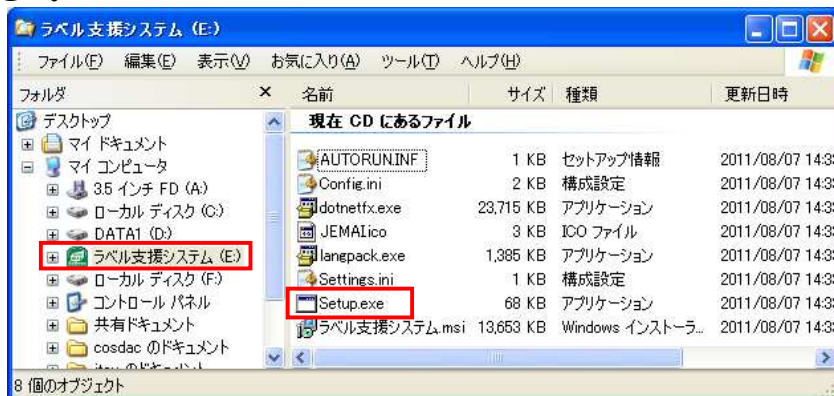 ラベル支援システム (E:)
ファイル(F) 編集(E) 表示(V) お気に入り(A) ツール(T) ヘルプ(H)
フォルダ ×
デスクトップ
マイ ドキュメント
マイ コンピュータ
3.5 インチ FD (A:)
ローカル ディスク (C:)
DATA1 (D:)
ラベル支援システム (E:)
ローカル ディスク (F:)
コントロール パネル
共有ドキュメント
cosdac のドキュメント
名前 サイズ 種類 更新日時
現在 CD にあるファイル
AUTORUN.INF 1 KB セットアップ情報 2011/08/07 14:3
Config.ini 2 KB 構成設定 2011/08/07 14:3
dotnetfx.exe 23,715 KB アプリケーション 2011/08/07 14:3
JEMAI.ico 3 KB ICO ファイル 2011/08/07 14:3
langpack.exe 1,385 KB アプリケーション 2011/08/07 14:3
Settings.ini 1 KB 構成設定 2011/08/07 14:3
Setup.exe 68 KB アプリケーション 2011/08/07 14:3
ラベル支援システム.msi 13,653 KB Windows インストーラ... 2011/08/07 14:3
8 個のオブジェクト